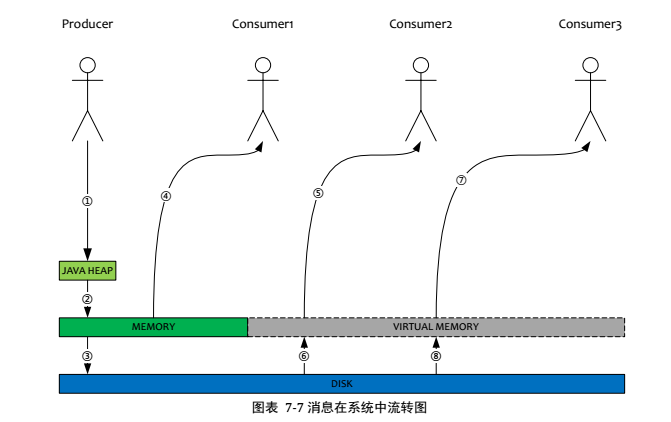 Producer Consumer1 Consumer2 Consumer3
⑦
④ ⑤
①
JAVA HEAP
②
MEMORY VIRTUAL MEMORY
③ ⑥ ⑧
DISK
图表 7-7 消息在系统中流转图